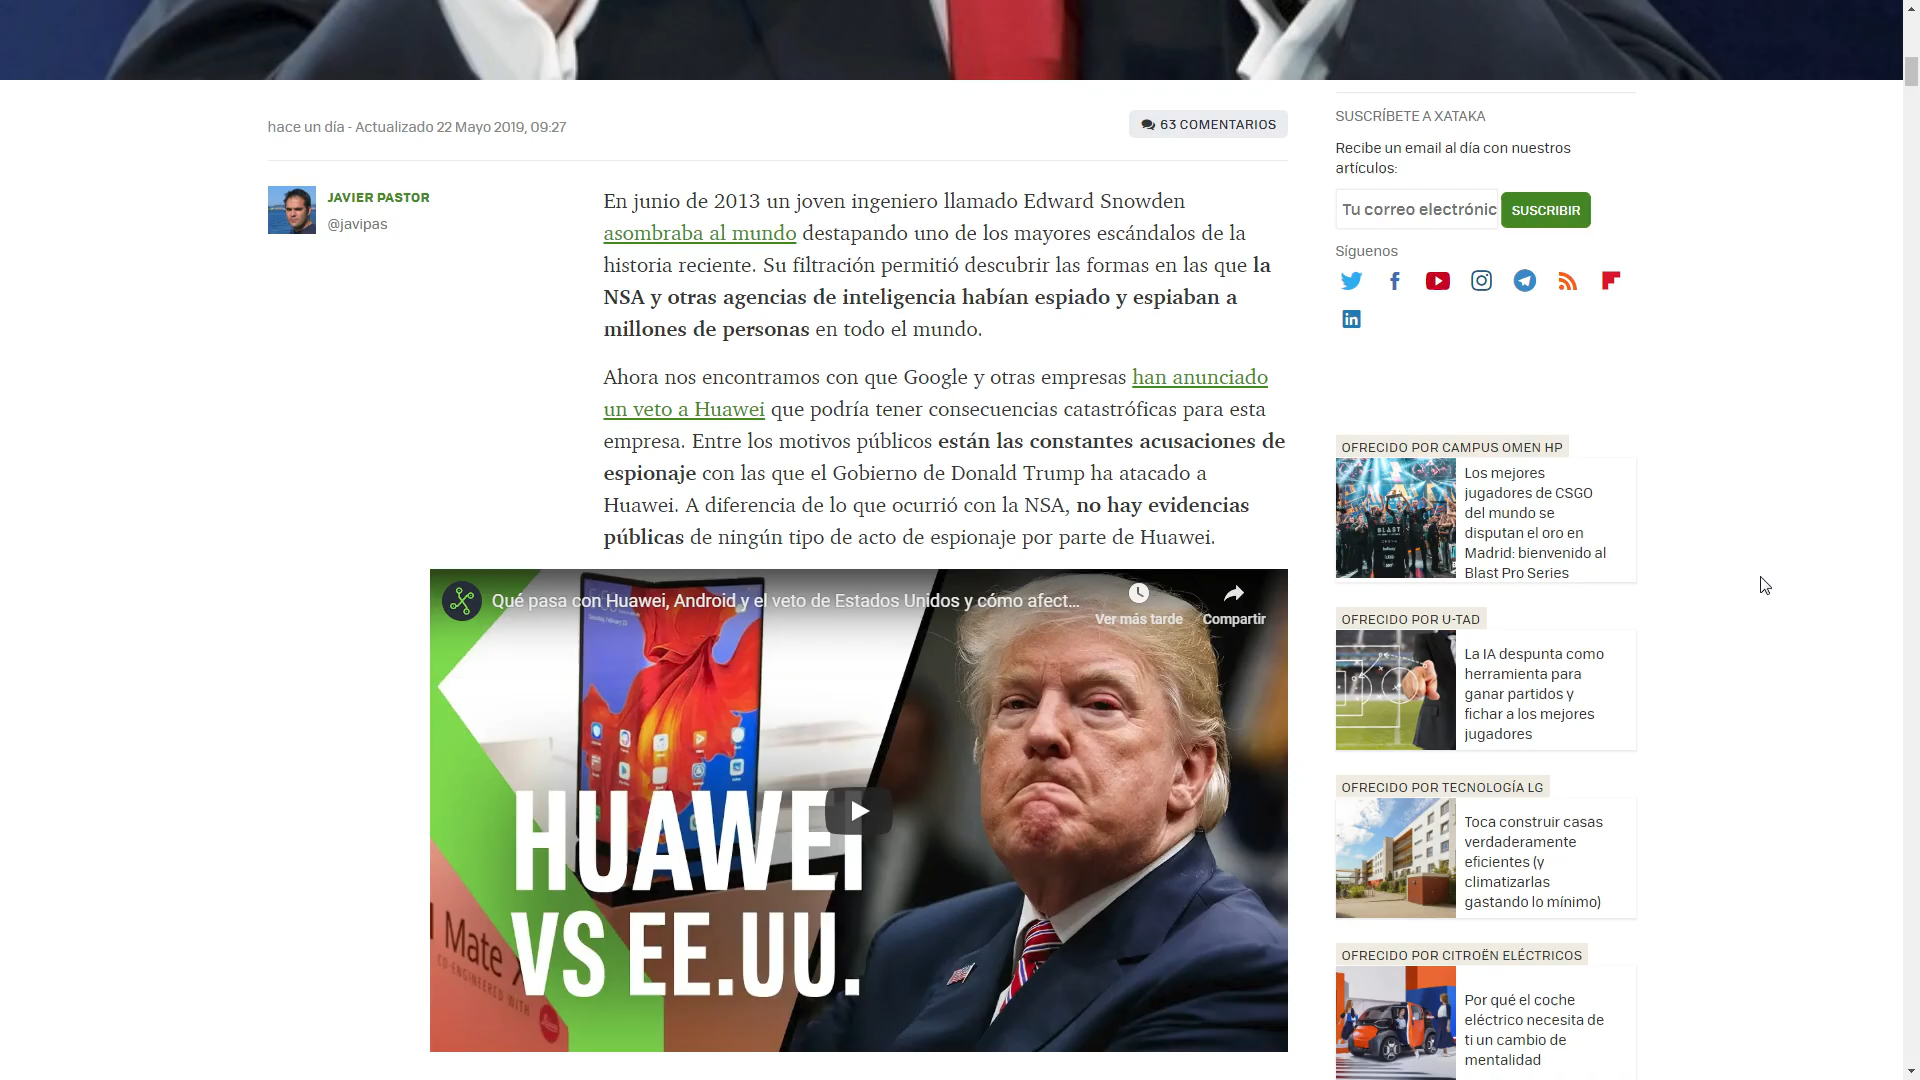 hace un día - Actualizado 22 Mayo 2019, 09:27
63 COMENTARIOS
JAVIER PASTOR
@javipas
En junio de 2013 un joven ingeniero llamado Edward Snowden
asombraba al mundo destapando uno de los mayores escándalos de la
historia reciente. Su filtración permitió descubrir las formas en las que la
NSA y otras agencias de inteligencia habían espiado y espiaban a
millones de personas en todo el mundo.
Ahora nos encontramos con que Google y otras empresas han anunciado
un veto a Huawei que podría tener consecuencias catastróficas para esta
empresa. Entre los motivos públicos están las constantes acusaciones de
espionaje con las que el Gobierno de Donald Trump ha atacado a
Huawei. A diferencia de lo que ocurrió con la NSA, no hay evidencias
públicas de ningún tipo de acto de espionaje por parte de Huawei.
Qué pasa con Huawei, Android y el veto de Estados Unidos y cómo afect...
Ver más tarde
Compartir
HUAWEI
VS EE.UU.
Mate X
CO-ENGINEERED WITH
SUSCRÍBETE A XATAKA
Recibe un email al día con nuestros
artículos:
Tu correo electrónic
SUSCRIBIR
Síguenos
OFRECIDO POR CAMPUS OMEN HP
BLAST
Los mejores
jugadores de CSGO
del mundo se
disputan el oro en
Madrid: bienvenido al
Blast Pro Series
OFRECIDO POR U-TAD
La IA despunta como
herramienta para
ganar partidos y
fichar a los mejores
jugadores
OFRECIDO POR TECNOLOGÍA LG
Toca construir casas
verdaderamente
eficientes (y
climatizarlas
gastando lo mínimo)
OFRECIDO POR CITROËN ELÉCTRICOS
Por qué el coche
eléctrico necesita de
ti un cambio de
mentalidad